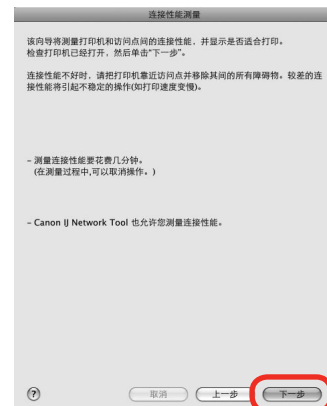 连接性能测量
该向导将测量打印机和访问点间的连接性能，并显示是否适合打印。
检查打印机已经打开，然后单击“下一步”。
连接性能不好时，请把打印机靠近访问点并移除其间的所有障碍物。较差的连
接性能将引起不稳定的操作(如打印速度变慢)。
– 测量连接性能要花费几分钟。
(在测量过程中,可以取消操作。)
– Canon IJ Network Tool 也允许您测量连接性能。
? 取消 上一步 下一步